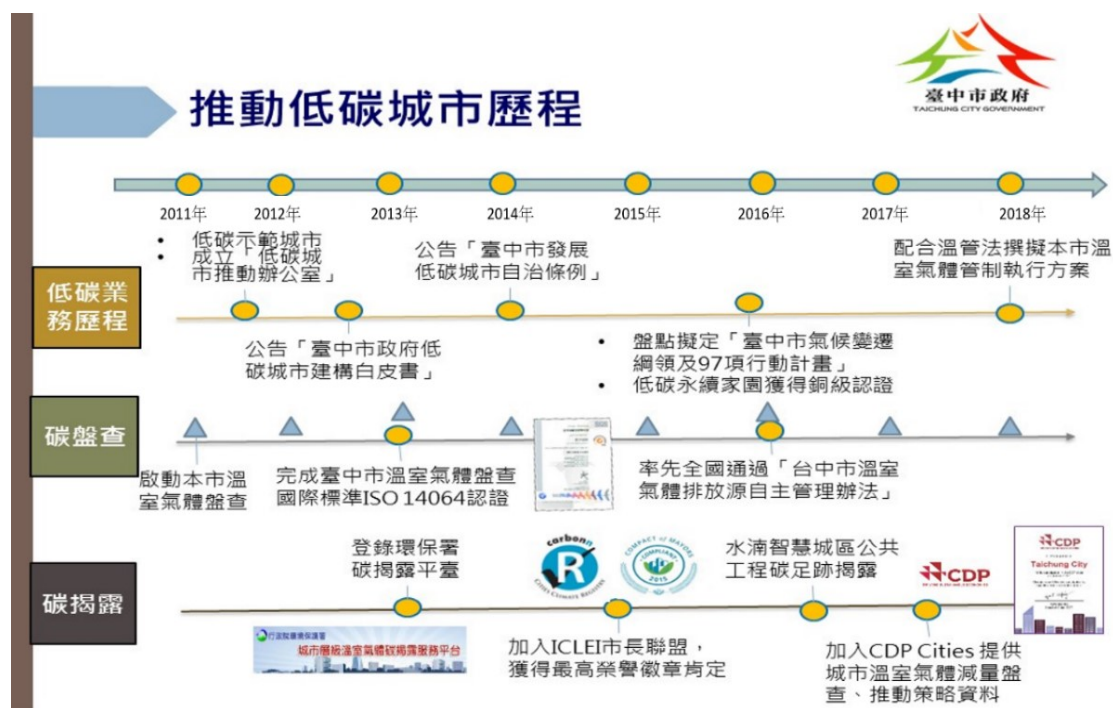 推動低碳城市歷程
臺中市政府
TAICHUNG CITY GOVERNMENT
2011年
2012年
2013年
2014年
2015年
2016年
2017年
2018年
低碳業
務歷程
• 低碳示範城市
• 成立「低碳城
市推動辦公室」
公告「臺中市政府低
碳城市建構白皮書」
公告「臺中市發展
低碳城市自治條例」
• 盤點擬定「臺中市氣候變遷
綱領及97項行動計畫」
• 低碳永續家園獲得銅級認證
配合溫管法撰擬本市溫
室氣體管制執行方案
碳盤查
啟動本市溫
室氣體盤查
完成臺中市溫室氣體盤查
國際標準ISO 14064認證
率先全國通過「台中市溫室
氣體排放源自主管理辦法」
碳揭露
登錄環保署
碳揭露平臺
行政院環境保護署
城市層級溫室氣體碳揭露服務平台
carbonn
R
Cities Climate Registry
COMPACT of MAYORS
COMPLIANT
2015
加入ICLEI市長聯盟，
獲得最高榮譽徽章肯定
水湳智慧城區公共
工程碳足跡揭露
CDP
加入CDP Cities 提供
城市溫室氣體減量盤
查、推動策略資料
CDP
Taichung City